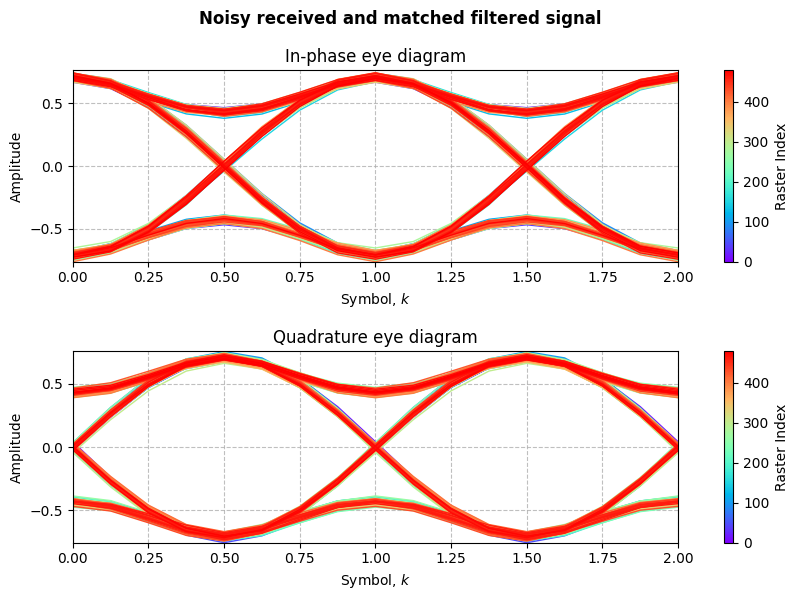 Noisy received and matched filtered signal
In-phase eye diagram
Amplitude
0.5
0.0
−0.5
0.00 0.25 0.50 0.75 1.00 1.25 1.50 1.75 2.00
Symbol, k
400
300
200
100
0
Raster Index
Quadrature eye diagram
Amplitude
0.5
0.0
−0.5
0.00 0.25 0.50 0.75 1.00 1.25 1.50 1.75 2.00
Symbol, k
400
300
200
100
0
Raster Index